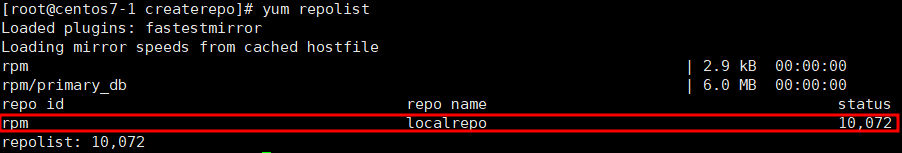 [root@centos7-1 createrepo]# yum repolist
Loaded plugins: fastestmirror
Loading mirror speeds from cached hostfile
rpm | 2.9 kB 00:00:00
rpm/primary_db | 6.0 MB 00:00:00
repo id repo name status
rpm localrepo 10,072
repolist: 10,072